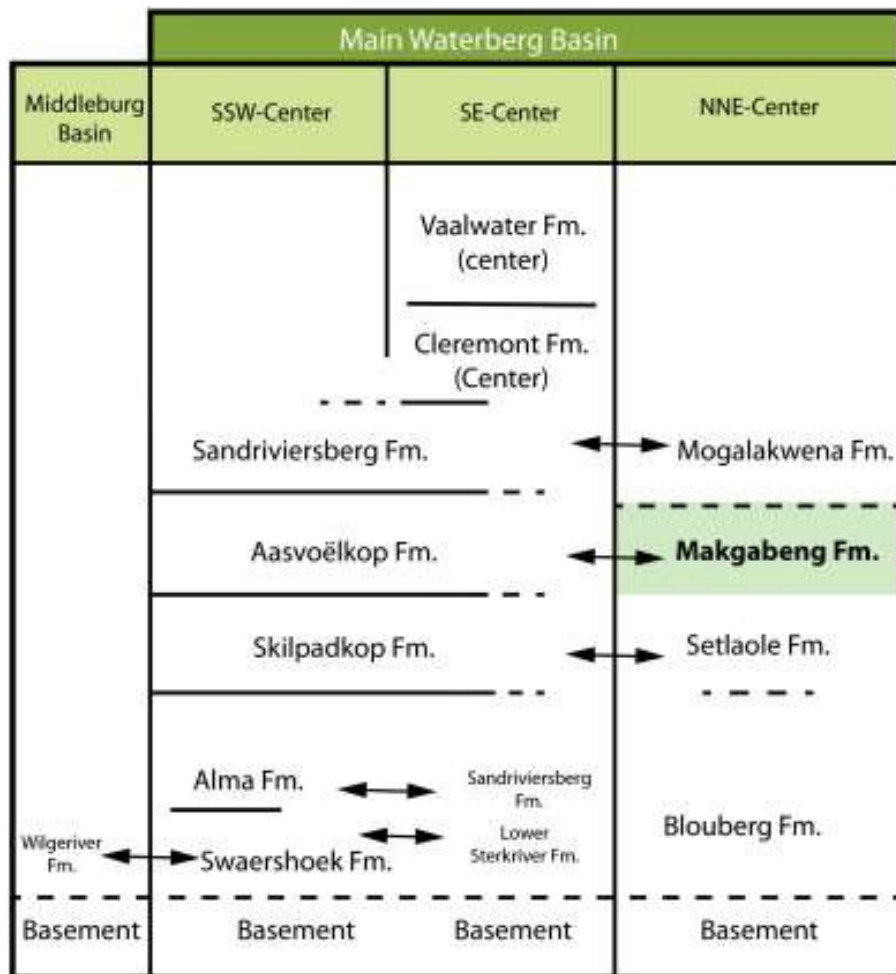 Main Waterberg Basin
Middleburg
Basin
SSW-Center
SE-Center
NNE-Center
Vaalwater Fm.
(center)
Cleremont Fm.
(Center)
Sandriviersberg Fm.
Mogalakwena Fm.
Aasvoëlkop Fm.
Makgabeng Fm.
Skilpadkop Fm.
Setlaole Fm.
Alma Fm.
Sandriviersberg
Fm.
Wilgeriver
Fm.
Swaershoek Fm.
Lower
Sterkriver Fm.
Blouberg Fm.
Basement
Basement
Basement
Basement